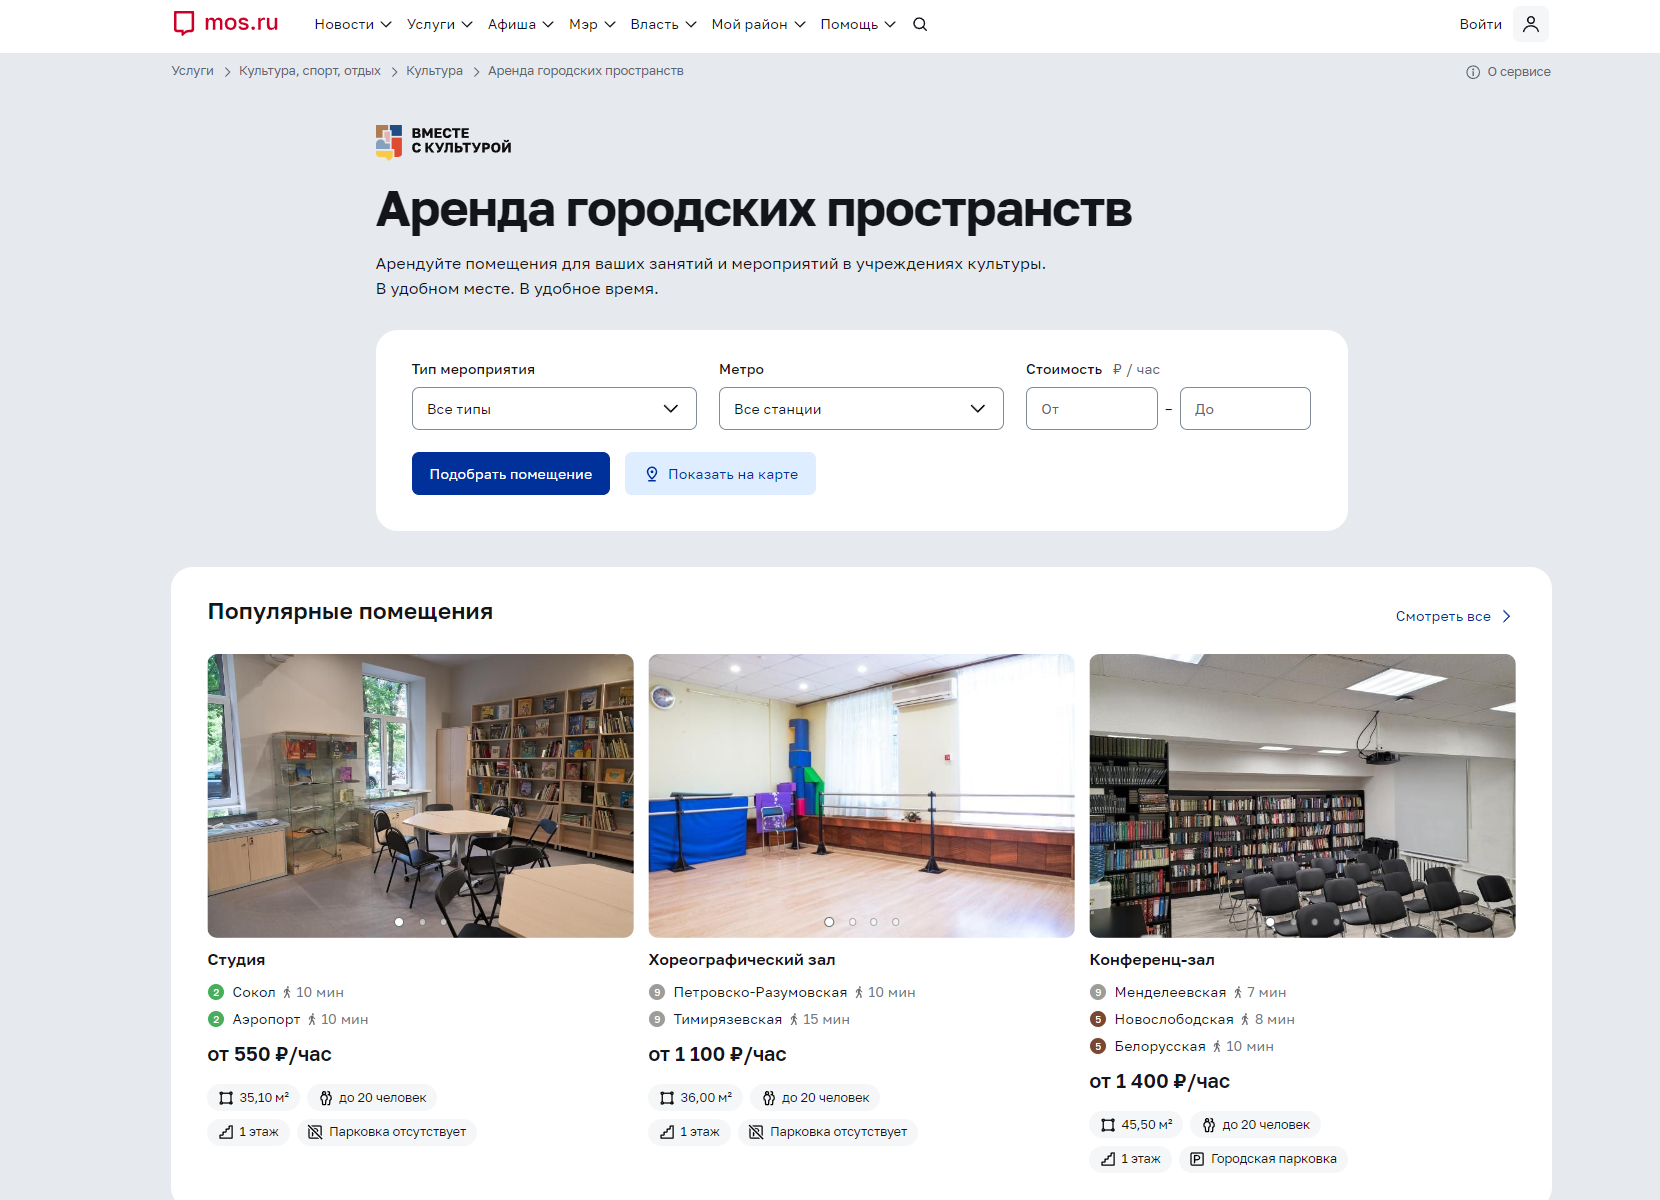 mos.ru
Новости Услуги Афиша Мэр Власть Мой район Помощь Войти
Услуги Культура, спорт, отдых Культура Аренда городских пространств О сервисе
ВМЕСТЕ
С КУЛЬТУРОЙ
Аренда городских пространств
Арендуйте помещения для ваших занятий и мероприятий в учреждениях культуры.
В удобном месте. В удобное время.
Тип мероприятия Метро Стоимость ₽ / час
Все типы Все станции От – До
Подобрать помещение Показать на карте
Популярные помещения Смотреть все
Студия
2 Сокол 10 мин
2 Аэропорт 10 мин
от 550 ₽/час
35,10 м² до 20 человек
1 этаж Парковка отсутствует
Хореографический зал
9 Петровско-Разумовская 10 мин
9 Тимирязевская 15 мин
от 1 100 ₽/час
36,00 м² до 20 человек
1 этаж Парковка отсутствует
Конференц-зал
9 Менделеевская 7 мин
5 Новослободская 8 мин
5 Белорусская 10 мин
от 1 400 ₽/час
45,50 м² до 20 человек
1 этаж P Городская парковка